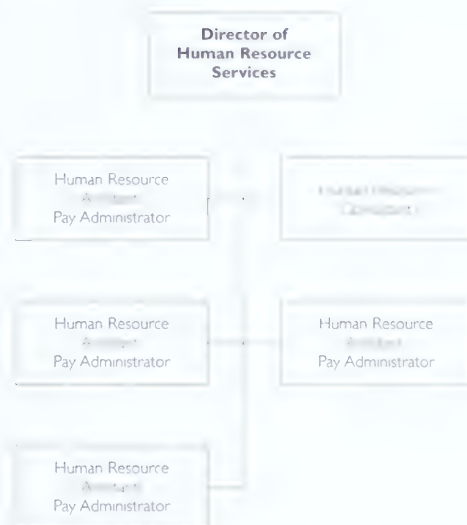 Director of
Human Resource
Services
Human Resource
Pay Administrator
Human Resource
Pay Administrator
Human Resource
Pay Administrator
Human Resource
Pay Administrator